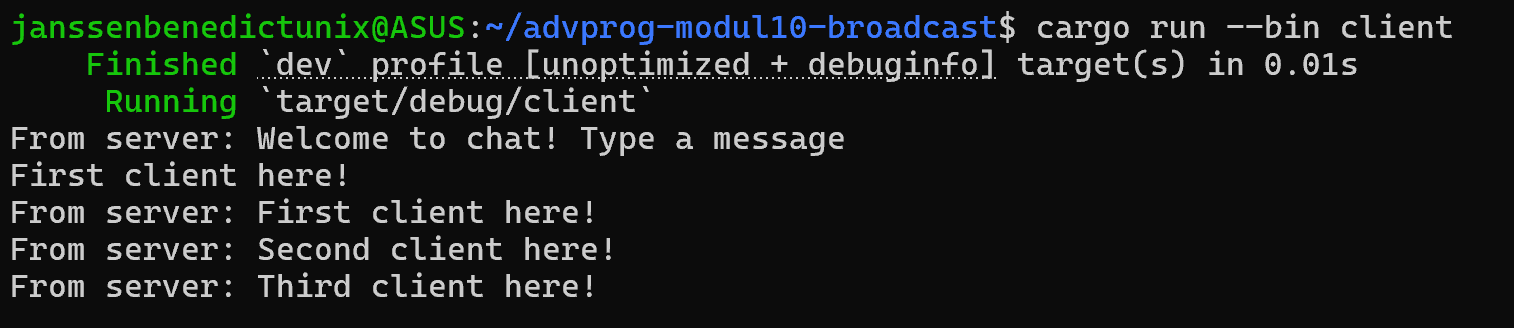 janssenbenedictunix@ASUS:~/advprog-modul10-broadcast$ cargo run --bin client
Finished `dev` profile [unoptimized + debuginfo] target(s) in 0.01s
Running `target/debug/client`
From server: Welcome to chat! Type a message
First client here!
From server: First client here!
From server: Second client here!
From server: Third client here!